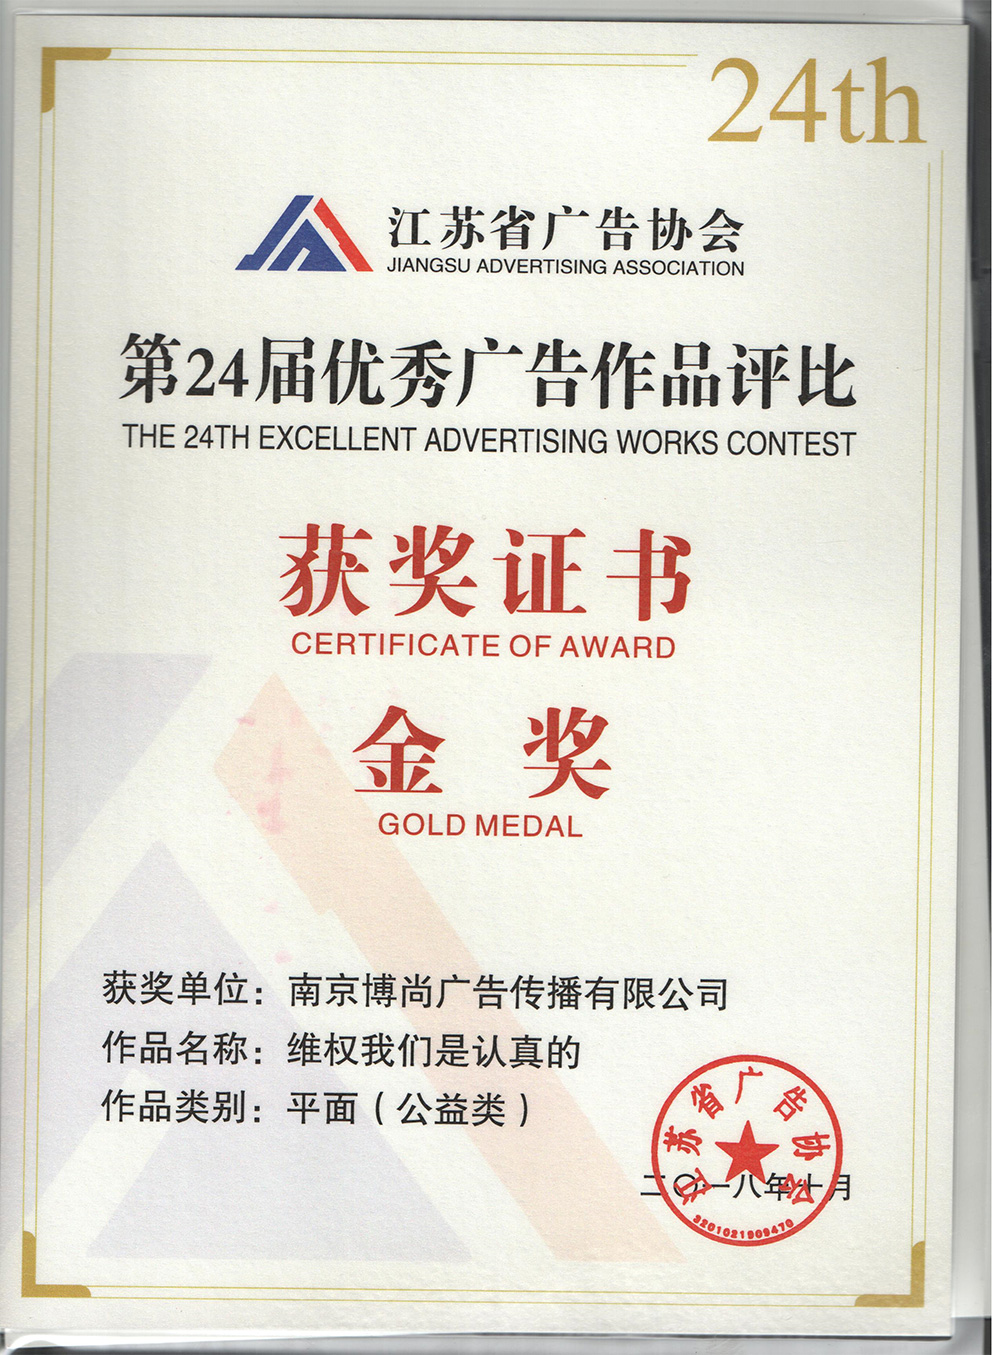 24th
江苏省广告协会
JIANGSU ADVERTISING ASSOCIATION
第24届优秀广告作品评比
THE 24TH EXCELLENT ADVERTISING WORKS CONTEST
获奖证书
CERTIFICATE OF AWARD
金奖
GOLD MEDAL
获奖单位：南京博尚广告传播有限公司
作品名称：维权我们是认真的
作品类别：平面（公益类）
江苏省广告协会
二〇一八年十月
3201021909470